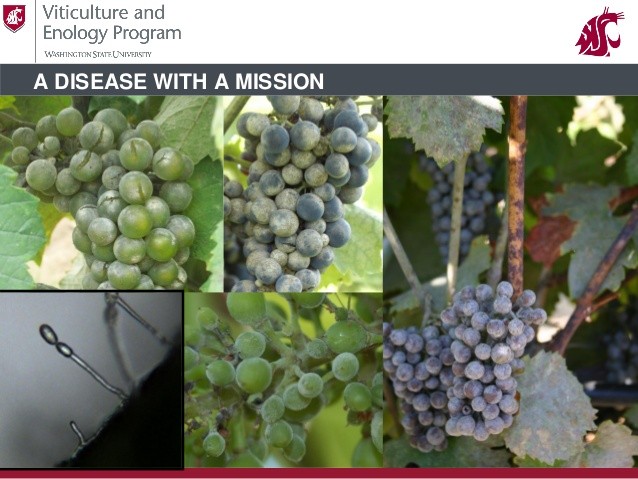 Viticulture and
Enology Program
WASHINGTON STATE UNIVERSITY
A DISEASE WITH A MISSION